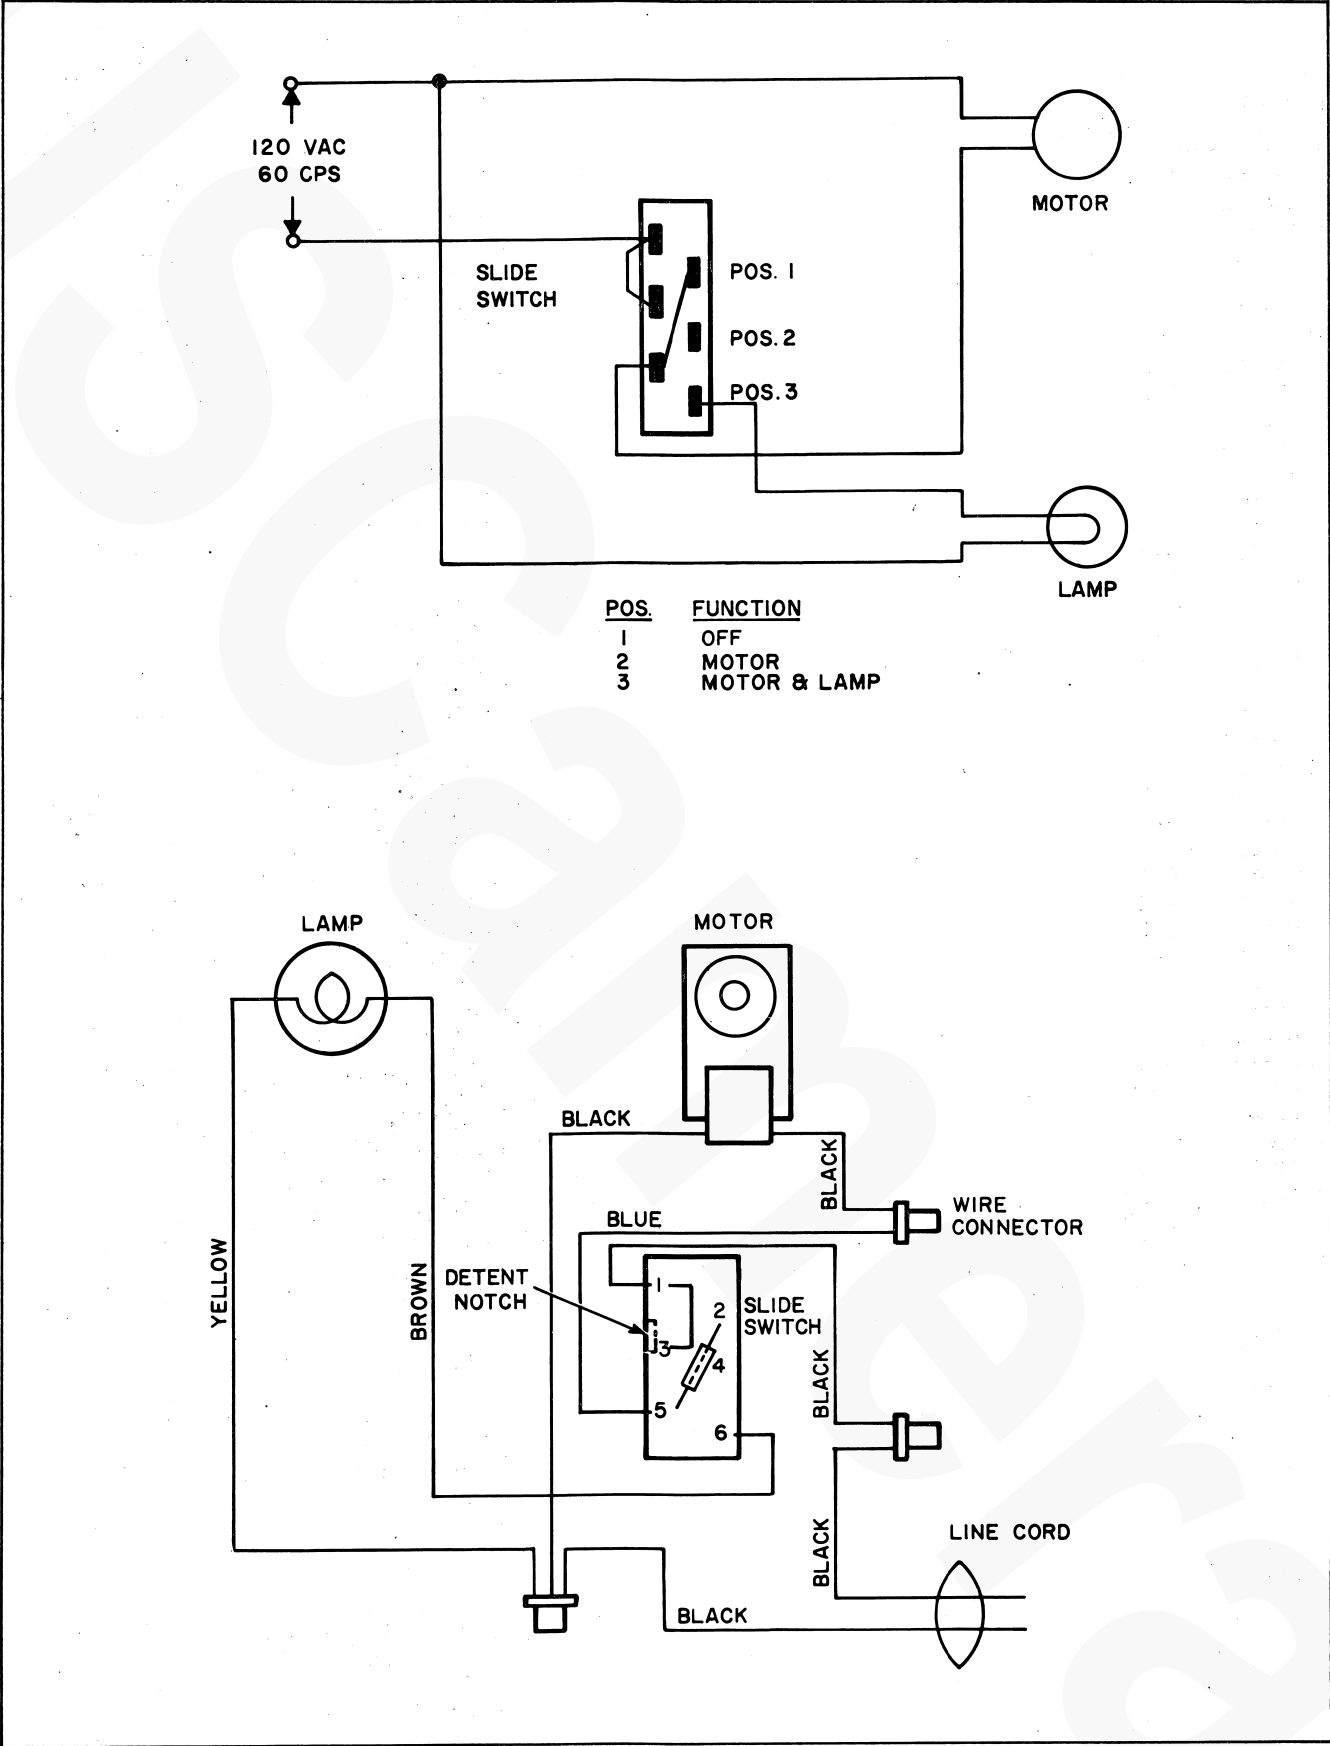 120 VAC
60 CPS
MOTOR
SLIDE
SWITCH
POS. 1
POS. 2
POS. 3
LAMP
POS. FUNCTION
1 OFF
2 MOTOR
3 MOTOR & LAMP
LAMP
MOTOR
BLACK
BLACK
WIRE
CONNECTOR
BLUE
YELLOW
BROWN
DETENT
NOTCH
1
2
3
4
5
6
SLIDE
SWITCH
BLACK
BLACK
LINE CORD
BLACK
iSCamera